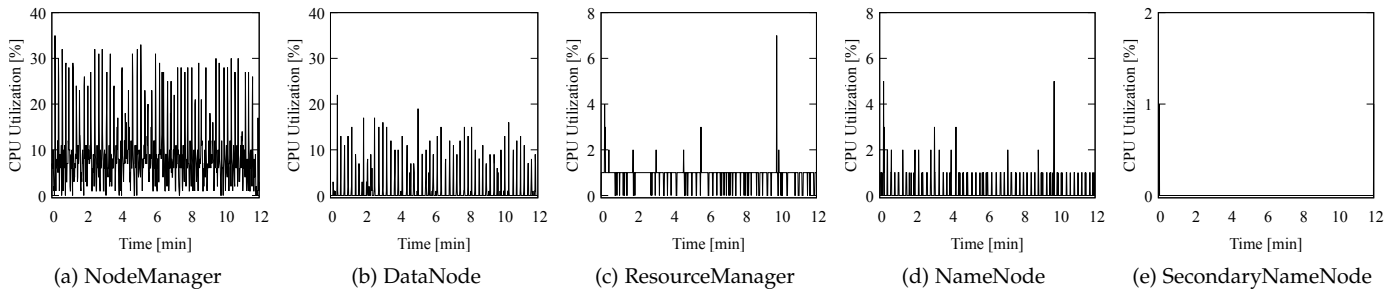 CPU Utilization [%]
40
30
20
10
0
0 2 4 6 8 10 12
Time [min]
(a) NodeManager
CPU Utilization [%]
40
30
20
10
0
0 2 4 6 8 10 12
Time [min]
(b) DataNode
CPU Utilization [%]
8
6
4
2
0
0 2 4 6 8 10 12
Time [min]
(c) ResourceManager
CPU Utilization [%]
8
6
4
2
0
0 2 4 6 8 10 12
Time [min]
(d) NameNode
CPU Utilization [%]
2
1
0
0 2 4 6 8 10 12
Time [min]
(e) SecondaryNameNode